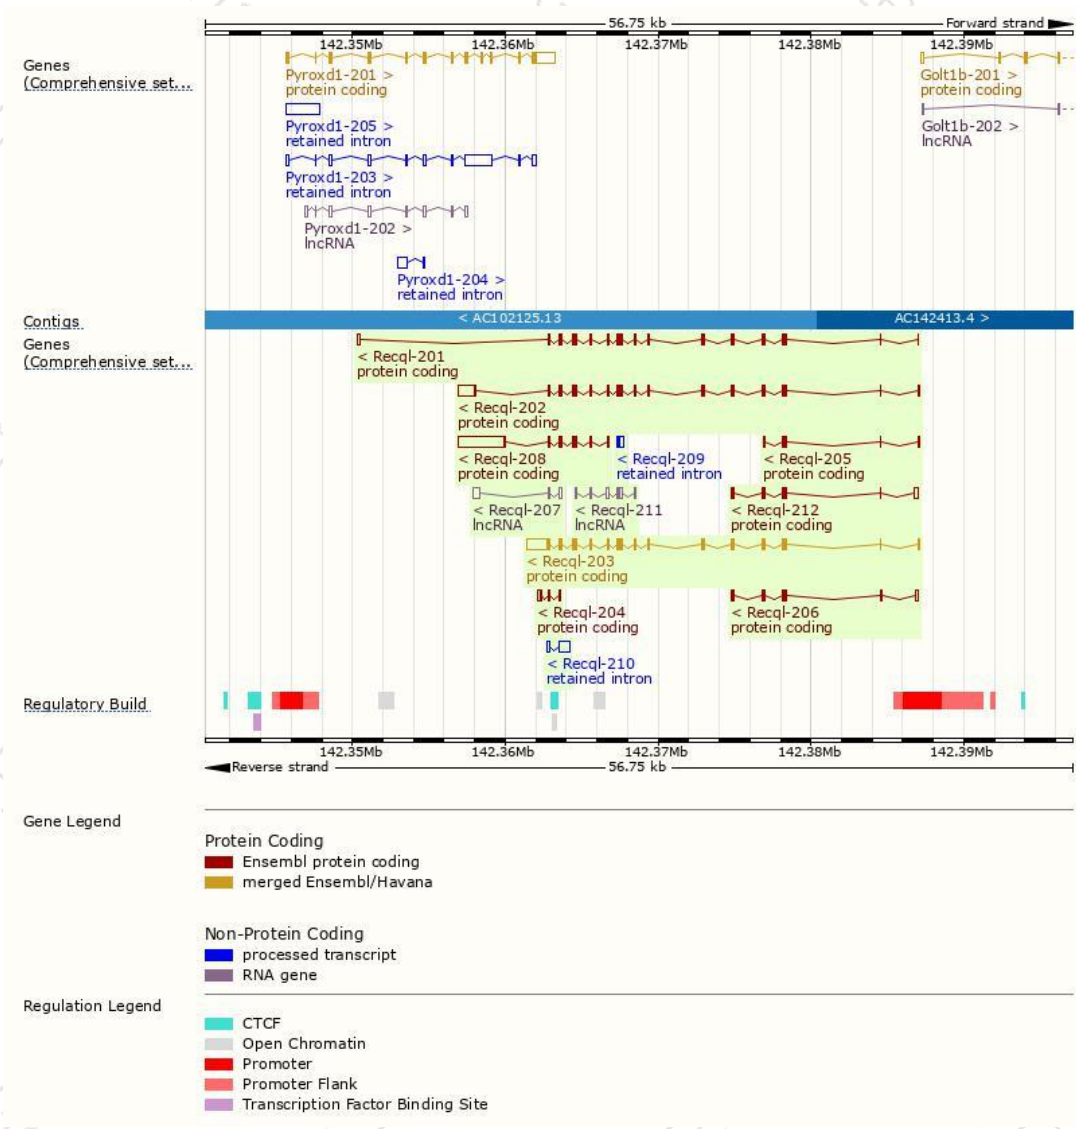 56.75 kb
Forward strand
142.35Mb 142.36Mb 142.37Mb 142.38Mb 142.39Mb
Genes
(Comprehensive set...
Pyroxd1-201 >
protein coding
Golt1b-201 >
protein coding
Pyroxd1-205 >
retained intron
Golt1b-202 >
lncRNA
Pyroxd1-203 >
retained intron
Pyroxd1-202 >
lncRNA
Pyroxd1-204 >
retained intron
Contigs
< AC102125.13
AC142413.4 >
Genes
(Comprehensive set...
< Recql-201
protein coding
< Recql-202
protein coding
< Recql-208
protein coding
< Recql-209
retained intron
< Recql-205
protein coding
< Recql-207
lncRNA
< Recql-211
lncRNA
< Recql-212
protein coding
< Recql-203
protein coding
< Recql-204
protein coding
< Recql-206
protein coding
< Recql-210
retained intron
Regulatory Build
142.35Mb 142.36Mb 142.37Mb 142.38Mb 142.39Mb
Reverse strand
56.75 kb
Gene Legend
Protein Coding
Ensembl protein coding
merged Ensembl/Havana
Non-Protein Coding
processed transcript
RNA gene
Regulation Legend
CTCF
Open Chromatin
Promoter
Promoter Flank
Transcription Factor Binding Site